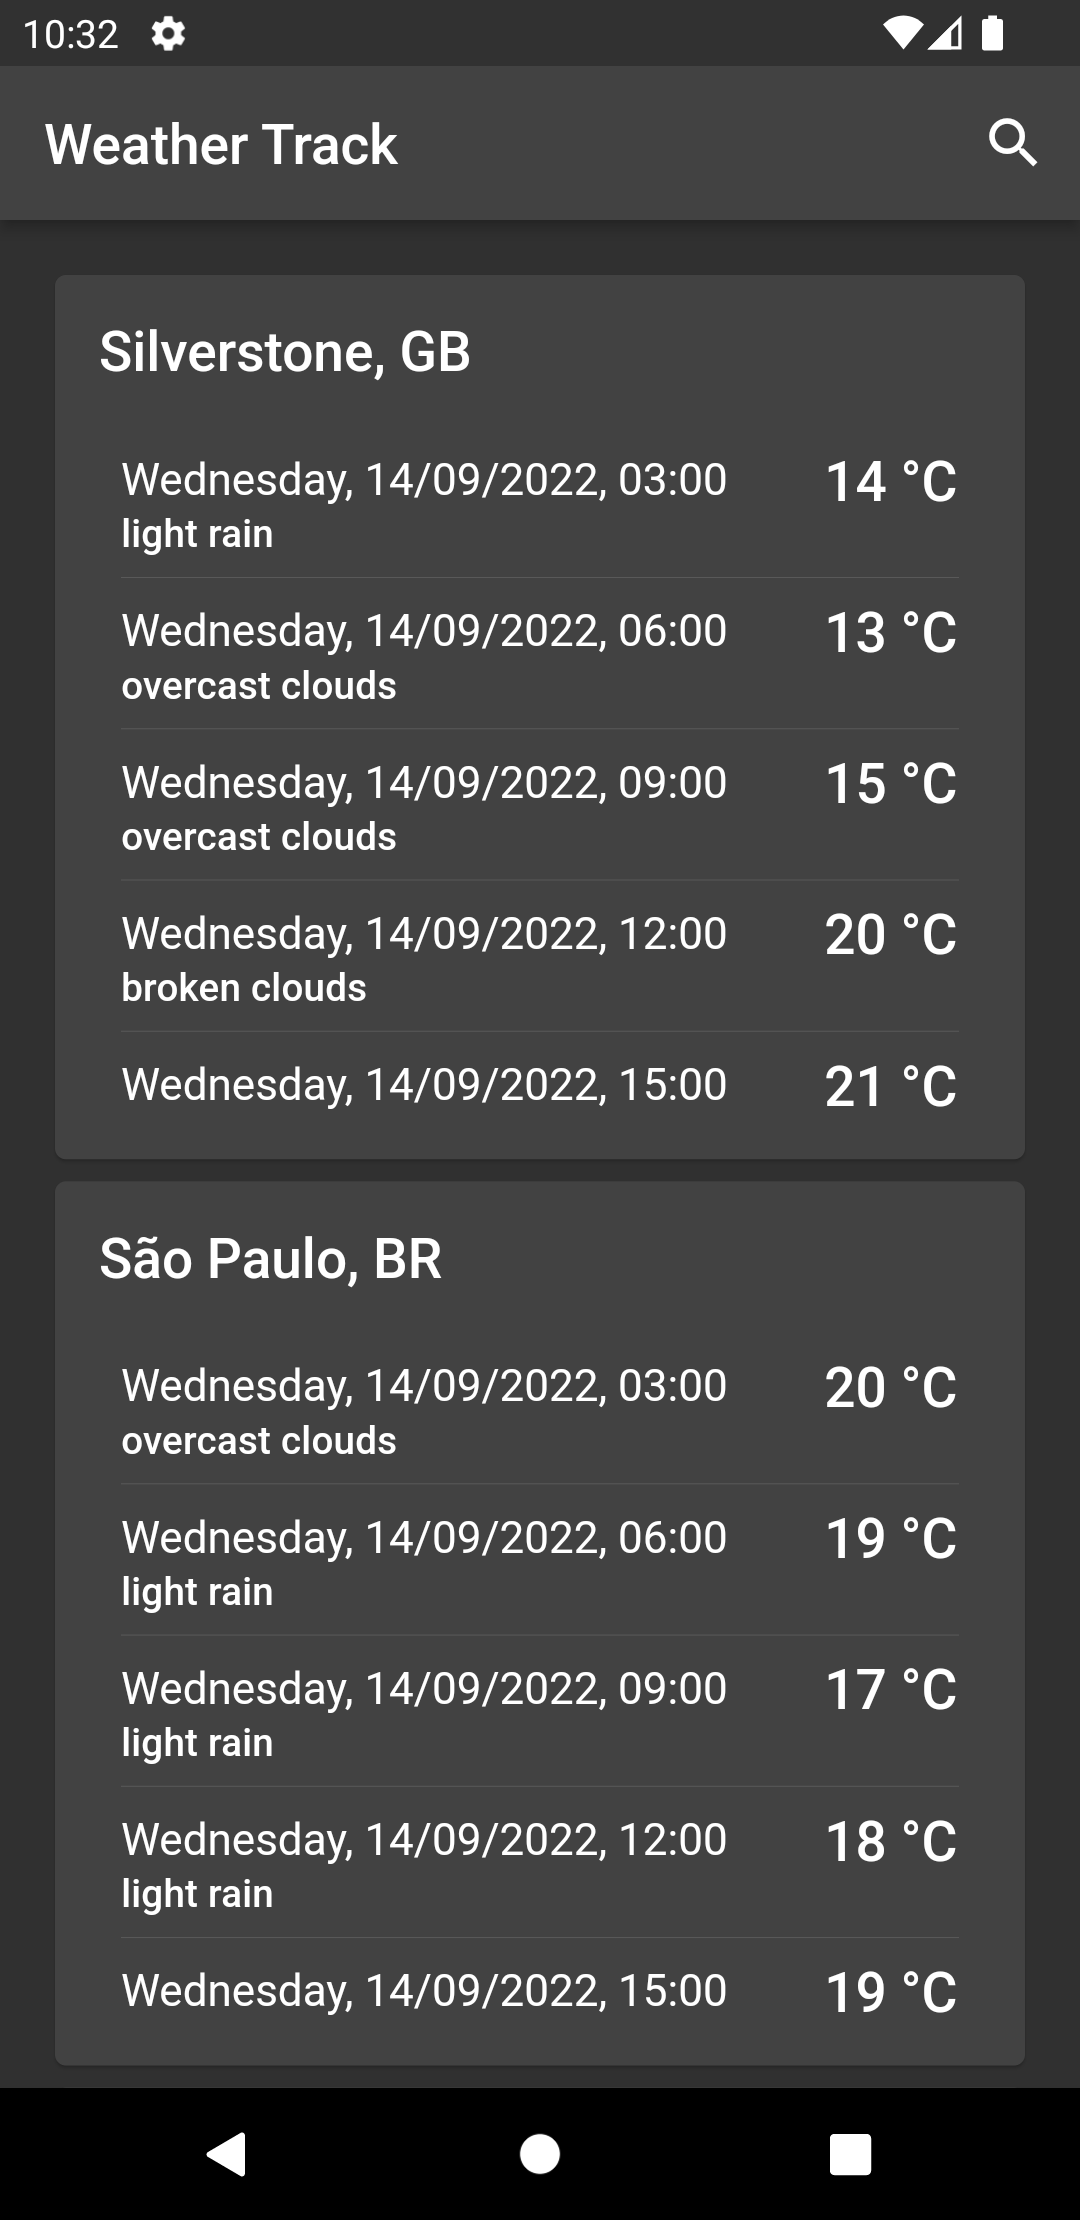 10:32
Weather Track
Silverstone, GB
Wednesday, 14/09/2022, 03:00 14 °C
light rain
Wednesday, 14/09/2022, 06:00 13 °C
overcast clouds
Wednesday, 14/09/2022, 09:00 15 °C
overcast clouds
Wednesday, 14/09/2022, 12:00 20 °C
broken clouds
Wednesday, 14/09/2022, 15:00 21 °C
São Paulo, BR
Wednesday, 14/09/2022, 03:00 20 °C
overcast clouds
Wednesday, 14/09/2022, 06:00 19 °C
light rain
Wednesday, 14/09/2022, 09:00 17 °C
light rain
Wednesday, 14/09/2022, 12:00 18 °C
light rain
Wednesday, 14/09/2022, 15:00 19 °C